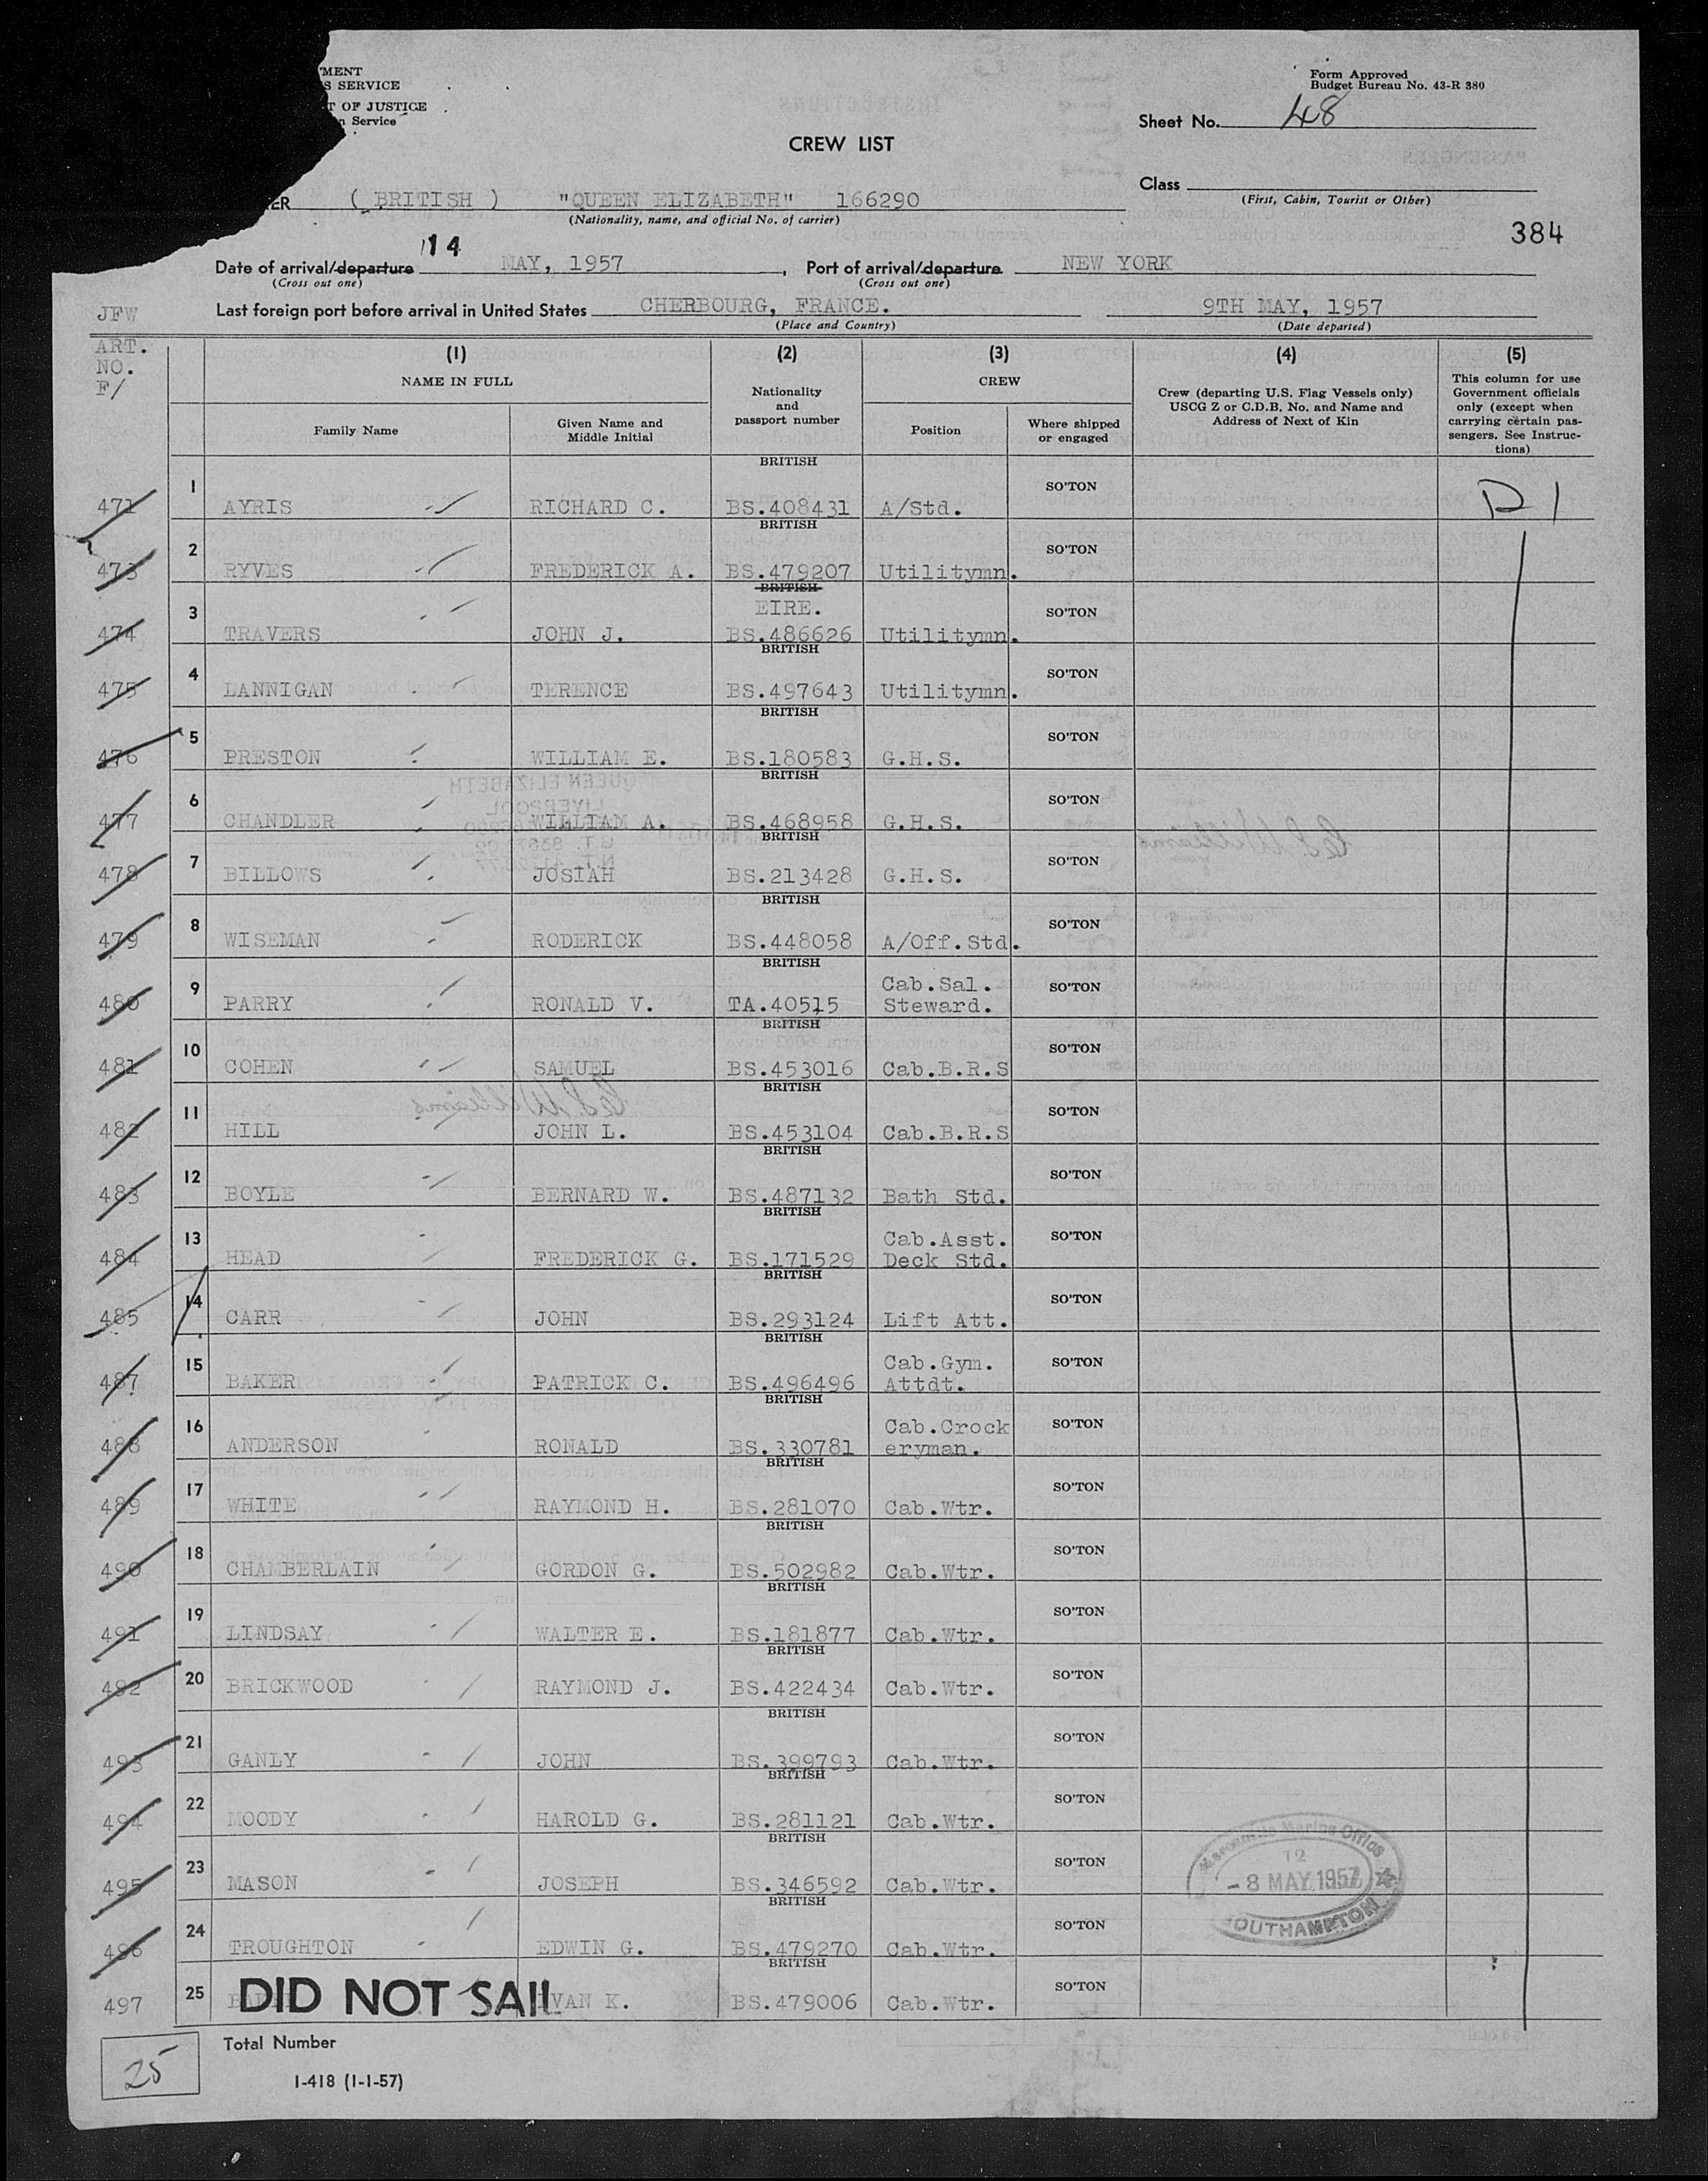 MENT
S SERVICE
T OF JUSTICE
n Service
Form Approved
Budget Bureau No. 43-R 380
Sheet No. 48
CREW LIST
Class
(First, Cabin, Tourist or Other)
ER ( BRITISH ) "QUEEN ELIZABETH" 166290
(Nationality, name, and official No. of carrier)
384
Date of arrival/departure 14 MAY, 1957, Port of arrival/departure NEW YORK
(Cross out one) (Cross out one)
JFW Last foreign port before arrival in United States CHERBOURG, FRANCE. 9TH MAY, 1957
(Place and Country) (Date departed)
ART.
NO.
F/
(1) (2) (3) (4) (5)
NAME IN FULL
Family Name
Given Name and
Middle Initial
Nationality
and
passport number
CREW
Position
Where shipped
or engaged
Crew (departing U.S. Flag Vessels only)
USCG Z or C.D.B. No. and Name and
Address of Next of Kin
This column for use
Government officials
only (except when
carrying certain pas-
sengers. See Instruc-
tions)
BRITISH
471 1 AYRIS RICHARD C. BS.408431 A/Std. SO'TON D 1
BRITISH
473 2 RYVES FREDERICK A. BS.479207 Utilitymn. SO'TON
BRITISH
EIRE.
474 3 TRAVERS JOHN J. BS.486626 Utilitymn. SO'TON
BRITISH
475 4 LANNIGAN TERENCE BS.497643 Utilitymn. SO'TON
BRITISH
476 5 PRESTON WILLIAM E. BS.180583 G.H.S. SO'TON
BRITISH
477 6 CHANDLER WILLIAM A. BS.468958 G.H.S. SO'TON
BRITISH
478 7 BILLOWS JOSIAH BS.213428 G.H.S. SO'TON
BRITISH
479 8 WISEMAN RODERICK BS.448058 A/Off.Std. SO'TON
BRITISH
Cab.Sal.
480 9 PARRY RONALD V. TA.40515 Steward. SO'TON
BRITISH
481 10 COHEN SAMUEL BS.453016 Cab.B.R.S SO'TON
BRITISH
482 11 HILL JOHN L. BS.453104 Cab.B.R.S SO'TON
BRITISH
483 12 BOYLE BERNARD W. BS.487132 Bath Std. SO'TON
BRITISH
Cab.Asst.
484 13 HEAD FREDERICK G. BS.171529 Deck Std. SO'TON
BRITISH
485 14 CARR JOHN BS.293124 Lift Att. SO'TON
BRITISH
Cab.Gym.
487 15 BAKER PATRICK C. BS.496496 Attdt. SO'TON
BRITISH
Cab.Crock
488 16 ANDERSON RONALD BS.330781 eryman. SO'TON
BRITISH
489 17 WHITE RAYMOND H. BS.281070 Cab.Wtr. SO'TON
BRITISH
490 18 CHAMBERLAIN GORDON G. BS.502982 Cab.Wtr. SO'TON
BRITISH
491 19 LINDSAY WALTER E. BS.181877 Cab.Wtr. SO'TON
BRITISH
492 20 BRICKWOOD RAYMOND J. BS.422434 Cab.Wtr. SO'TON
BRITISH
493 21 GANLY JOHN BS.399793 Cab.Wtr. SO'TON
BRITISH
494 22 MOODY HAROLD G. BS.281121 Cab.Wtr. SO'TON
BRITISH
495 23 MASON JOSEPH BS.346592 Cab.Wtr. SO'TON
BRITISH
496 24 TROUGHTON EDWIN G. BS.479270 Cab.Wtr. SO'TON
BRITISH
497 25 DID NOT SAIL VAN K. BS.479006 Cab.Wtr. SO'TON
Marine Office
12
- 8 MAY 1957
OUTHAMPTON
25
Total Number
I-418 (1-1-57)